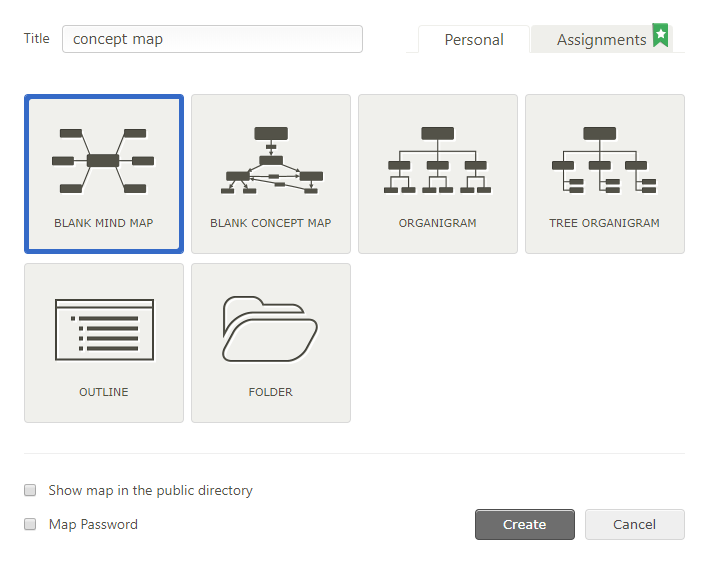 Title
concept map
Personal
Assignments
BLANK MIND MAP
BLANK CONCEPT MAP
ORGANIGRAM
TREE ORGANIGRAM
OUTLINE
FOLDER
Show map in the public directory
Map Password
Create
Cancel